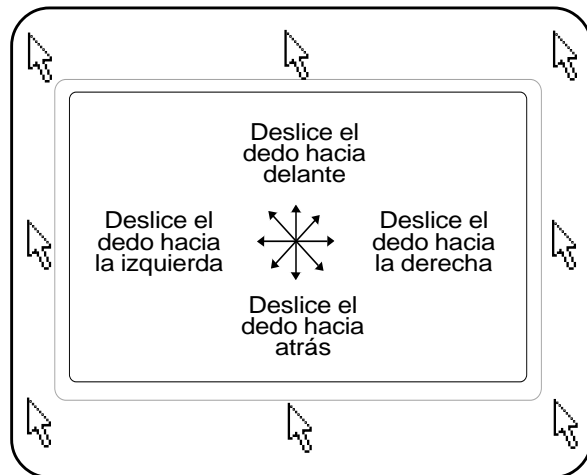 Deslice el
dedo hacia
delante
Deslice el
dedo hacia
la izquierda
Deslice el
dedo hacia
la derecha
Deslice el
dedo hacia
atrás